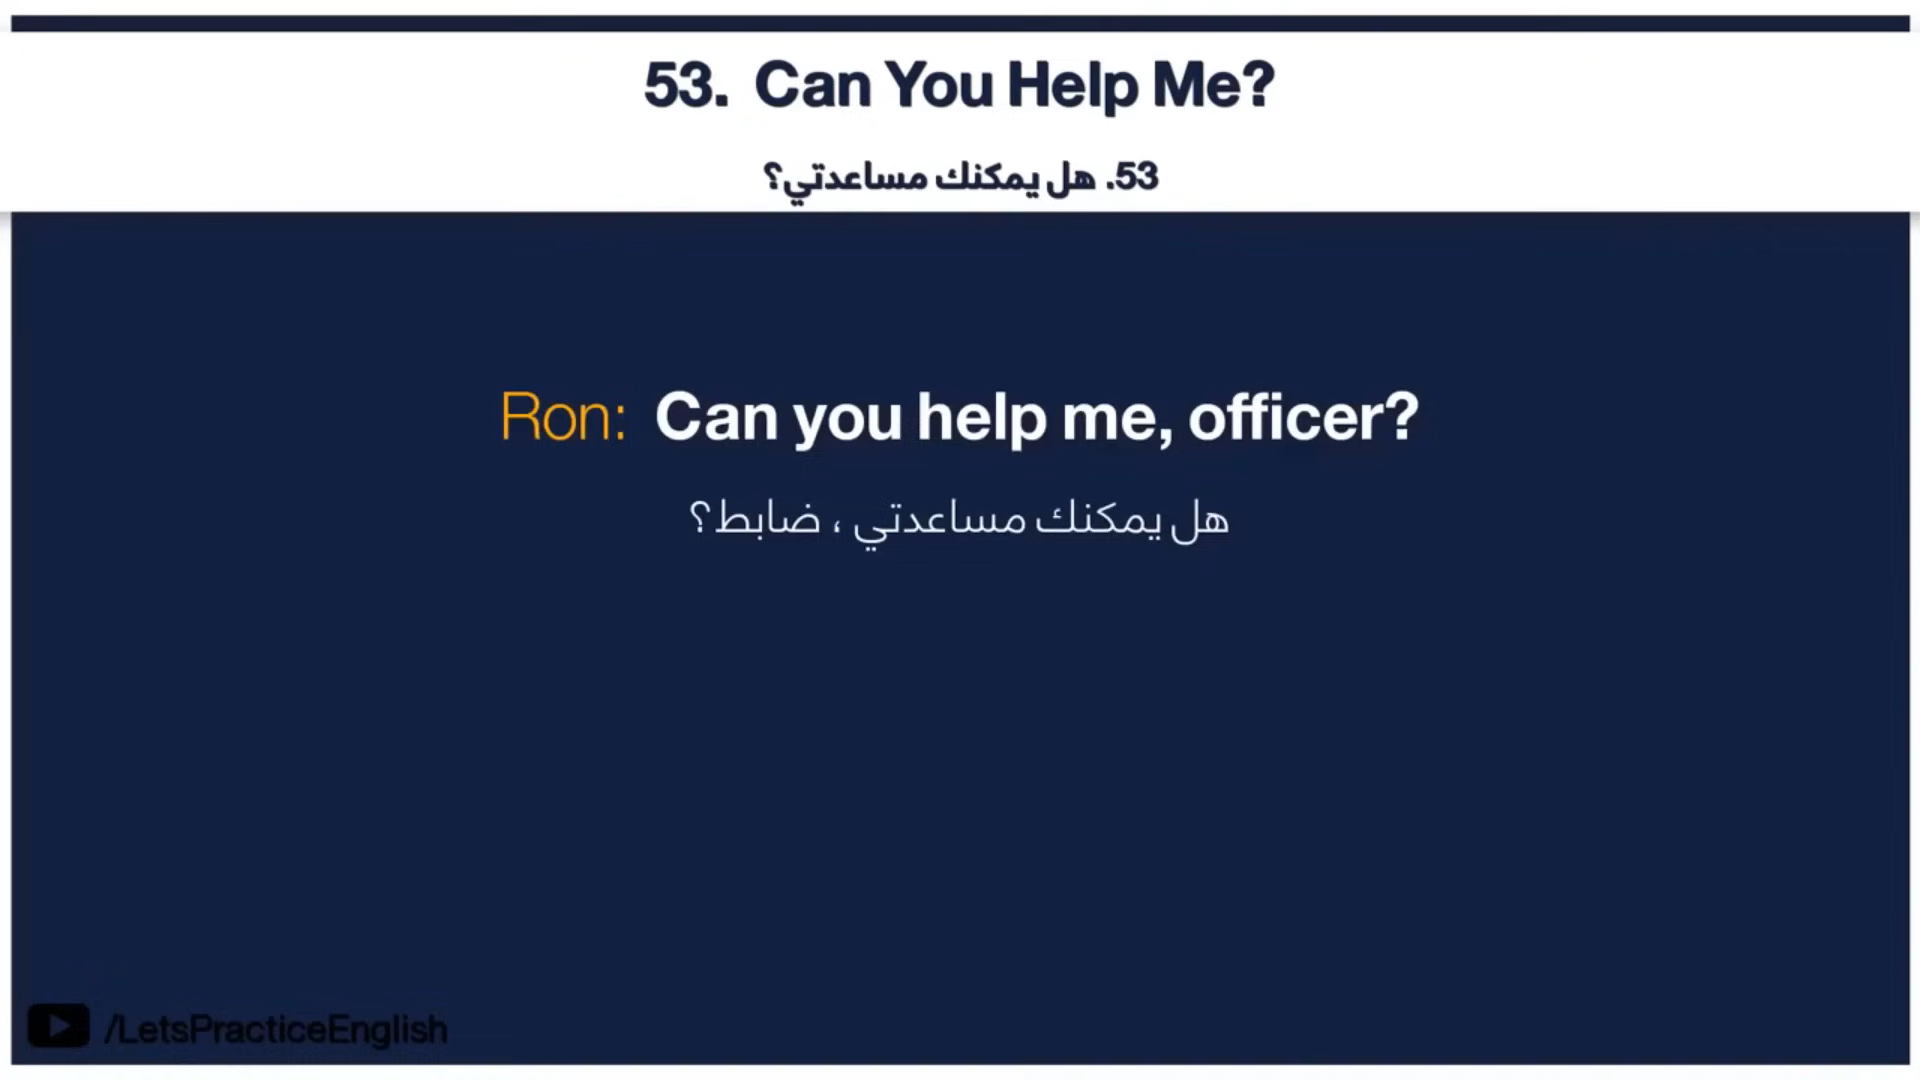 53. Can You Help Me?
53. هل يمكنك مساعدتي؟
Ron: Can you help me, officer?
هل يمكنك مساعدتي ، ضابط؟
/LetsPracticeEnglish